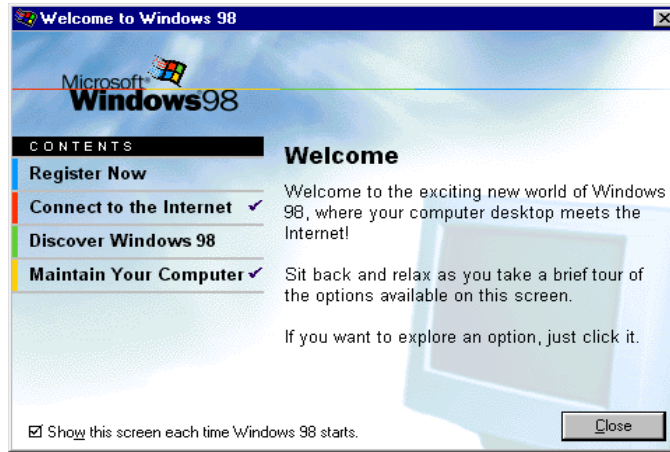 Welcome to Windows 98
Microsoft
Windows98
CONTENTS
Register Now
Connect to the Internet
Discover Windows 98
Maintain Your Computer
Welcome
Welcome to the exciting new world of Windows
98, where your computer desktop meets the
Internet!
Sit back and relax as you take a brief tour of
the options available on this screen.
If you want to explore an option, just click it.
Show this screen each time Windows 98 starts.
Close